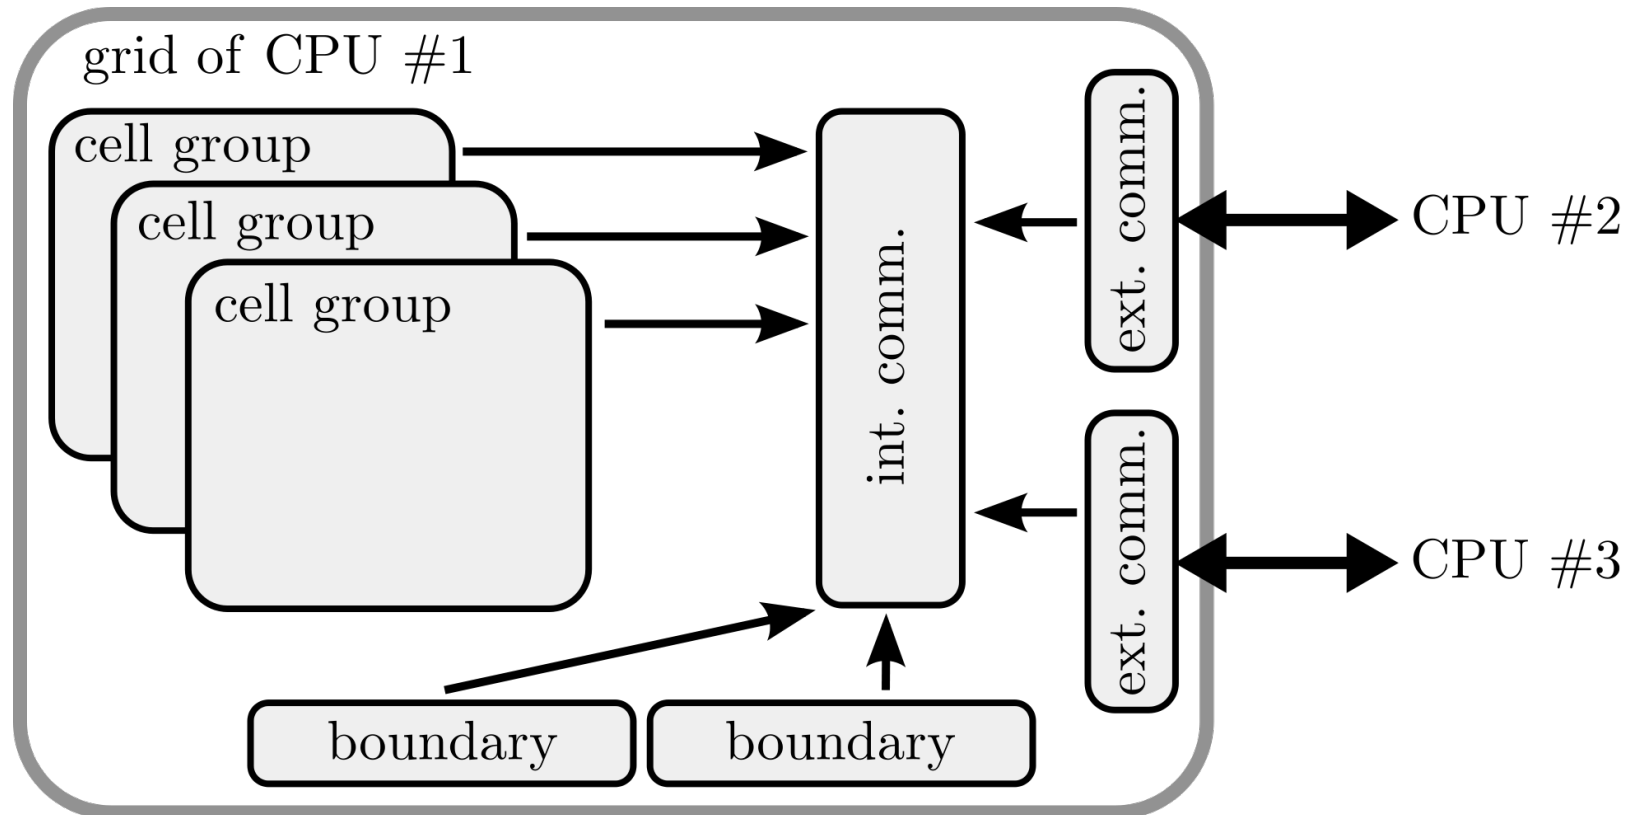 grid of CPU #1
cell group
cell group
cell group
int. comm.
ext. comm.
CPU #2
ext. comm.
CPU #3
boundary
boundary